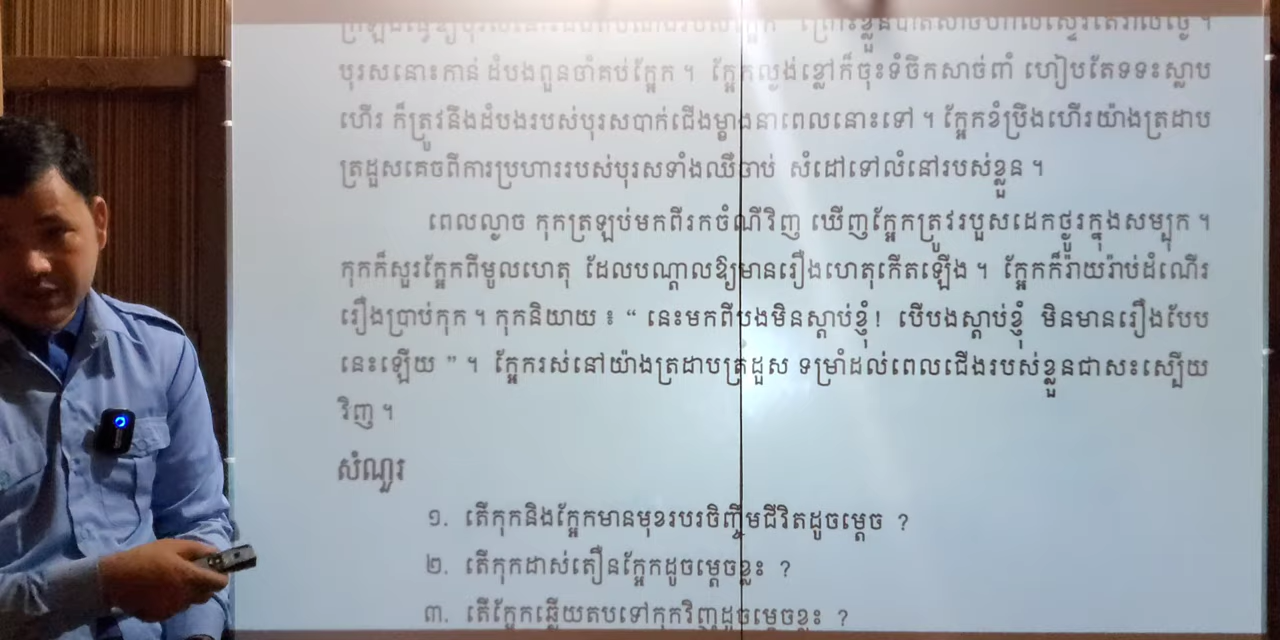 បុរសនោះកាន់ ដំបងពួនចាំគប់ក្អែក ។ ក្អែកល្ងង់ខ្លៅក៏ចុះទំចឹកសាច់ពាំ ហៀបតែទទះស្លាប
ហើរ ក៏ត្រូវនឹងដំបងរបស់បុរសបាក់ជើងម្ខាងនាពេលនោះទៅ ។ ក្អែកខំប្រឹងហើរយ៉ាងត្រដាប
ត្រដួសគេចពីការប្រហាររបស់បុរសទាំងឈឺចាប់ សំដៅទៅលំនៅរបស់ខ្លួន ។
ពេលល្ងាច កុកត្រឡប់មកពីរកចំណីវិញ ឃើញក្អែកត្រូវរបួសដេកថ្ងូរក្នុងសម្បុក ។
កុកក៏សួរក្អែកពីមូលហេតុ ដែលបណ្ដាលឱ្យមានរឿងហេតុកើតឡើង ។ ក្អែកក៏រ៉ាយរ៉ាប់ដំណើរ
រឿងប្រាប់កុក ។ កុកនិយាយ ៖ “ នេះមកពីបងមិនស្ដាប់ខ្ញុំ ! បើបងស្ដាប់ខ្ញុំ មិនមានរឿងបែប
នេះឡើយ ” ។ ក្អែករស់នៅយ៉ាងត្រដាបត្រដួស ទម្រាំដល់ពេលជើងរបស់ខ្លួនជាសះស្បើយ
វិញ ។
សំណួរ
១. តើកុកនិងក្អែកមានមុខរបរចិញ្ចឹមជីវិតដូចម្ដេច ?
២. តើកុកដាស់តឿនក្អែកដូចម្ដេចខ្លះ ?
៣. តើក្អែកឆ្លើយតបទៅកុកវិញដូចម្ដេចខ្លះ ?